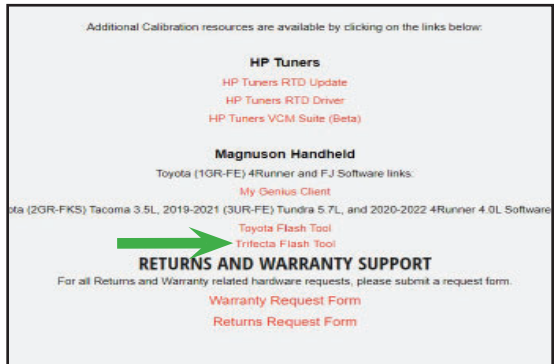 Additional Calibration resources are available by clicking on the links below:
HP Tuners
HP Tuners RTD Update
HP Tuners RTD Driver
HP Tuners VCM Suite (Beta)
Magnuson Handheld
Toyota (1GR-FE) 4Runner and FJ Software links:
My Genius Client
ota (2GR-FKS) Tacoma 3.5L, 2019-2021 (3UR-FE) Tundra 5.7L, and 2020-2022 4Runner 4.0L Software
Toyota Flash Tool
Trifecta Flash Tool
RETURNS AND WARRANTY SUPPORT
For all Returns and Warranty related hardware requests, please submit a request form.
Warranty Request Form
Returns Request Form